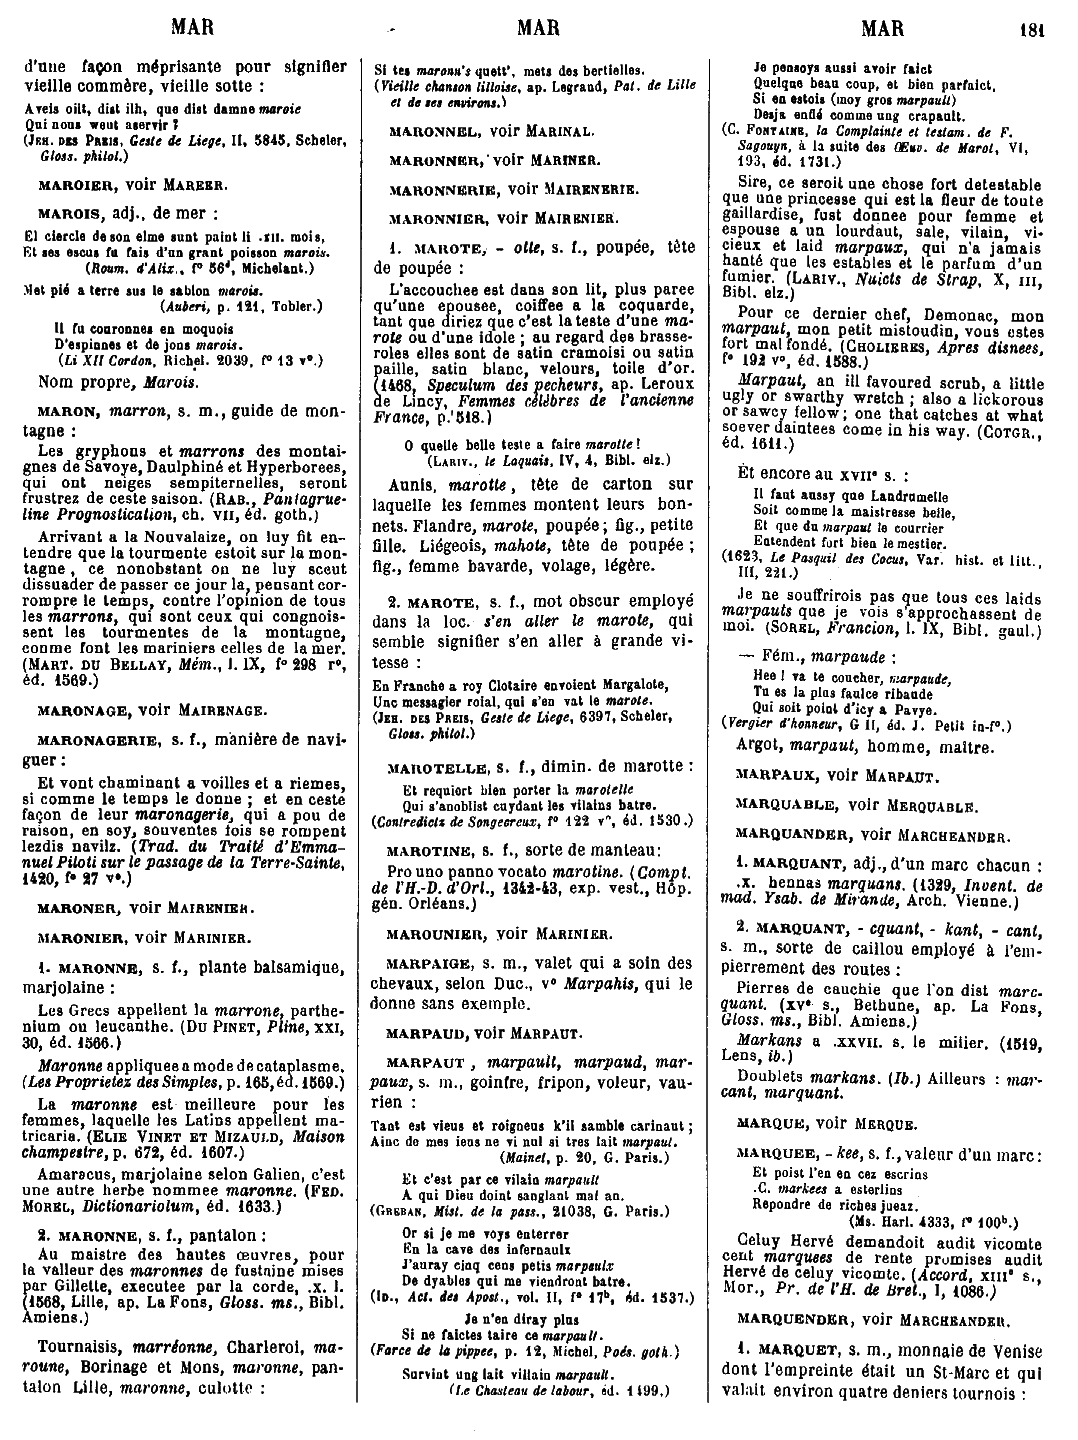 MAR
MAR
MAR
181
d'une façon méprisante pour signifier
vieille commère, vieille sotte :
Aveis oilt, dist ilh, que dist damne maroie
Qui nous weut aservir ?
(JEH. DES PREIS, Geste de Liege, II, 5845, Scheler,
Gloss. philol.)
MAROIER, voir MAREER.
MAROIS, adj., de mer :
El ciercle de son elme sunt paint li .XII. mois,
Et ses escus fu fais d'un grant poisson marois.
(Roum. d'Alix., f° 56d, Michelant.)
Met pié a terre sus le sablon marois.
(Auberi, p. 121, Tobler.)
Il fu couronnes en moquois
D'espinnes et de jons marois.
(Li XII Cordon, Richel. 2039, f° 13 v°.)
Nom propre, Marois.
MARON, marron, s. m., guide de mon-
tagne :
Les gryphons et marrons des montai-
gnes de Savoye, Daulphiné et Hyperborees,
qui ont neiges sempiternelles, seront
frustrez de ceste saison. (RAB., Pantagrue-
line Prognostication, ch. VII, éd. goth.)
Arrivant a la Nouvalaize, on luy fit en-
tendre que la tourmente estoit sur la mon-
tagne, ce nonobstant on ne luy sceut
dissuader de passer ce jour la, pensant cor-
rompre le temps, contre l'opinion de tous
les marrons, qui sont ceux qui congnois-
sent les tourmentes de la montagne,
comme font les mariniers celles de la mer.
(MART. DU BELLAY, Mém., l. IX, f° 298 r°,
éd. 1569.)
MARONAGE, voir MAIRENAGE.
MARONAGERIE, s. f., manière de navi-
guer :
Et vont chaminant a voilles et a riemes,
si comme le temps le donne ; et en ceste
façon de leur maronagerie, qui a pou de
raison, en soy, souventes fois se rompent
lezdis navilz. (Trad. du Traité d'Emma-
nuel Piloti sur le passage de la Terre-Sainte,
1420, f° 27 v°.)
MARONER, voir MAIRENIER.
MARONIER, voir MARINIER.
1. MARONNE, s. f., plante balsamique,
marjolaine :
Les Grecs appellent la marrone, parthe-
nium ou leucanthe. (DU PINET, Pline, XXI,
30, éd. 1566.)
Maronne appliquee a mode de cataplasme.
(Les Proprietez des Simples, p. 165, éd. 1569.)
La maronne est meilleure pour les
femmes, laquelle les Latins appellent ma-
tricaria. (ELIE VINET ET MIZAULD, Maison
champestre, p. 672, éd. 1607.)
Amaracus, marjolaine selon Galien, c'est
une autre herbe nommee maronne. (FED.
MOREL, Dictionariolum, éd. 1633.)
2. MARONNE, s. f., pantalon :
Au maistre des hautes œuvres, pour
la valleur des maronnes de fustaine mises
par Gillette, executee par la corde, .x. l.
(1568, Lille, ap. La Fons, Gloss. ms., Bibl.
Amiens.)
Tournaisis, marréonne, Charleroi, ma-
roune, Borinage et Mons, maronne, pan-
talon Lille, maronne, culotte :
Si tes maronn's quett', mets des bertielles.
(Vieille chanson lilloise, ap. Legrand, Pat. de Lille
et de ses environs.)
MARONNEL, voir MARINAL.
MARONNER, voir MARINER.
MARONNERIE, voir MAIRENERIE.
MARONNIER, voir MAIRENIER.
1. MAROTE, - otte, s. f., poupée, tête
de poupée :
L'accouchee est dans son lit, plus paree
qu'une epousee, coiffee a la coquarde,
tant que diriez que c'est la teste d'une ma-
rote ou d'une idole ; au regard des brasse-
roles elles sont de satin cramoisi ou satin
paille, satin blanc, velours, toile d'or.
(1468, Speculum des pecheurs, ap. Leroux
de Lincy, Femmes célèbres de l'ancienne
France, p. 518.)
O quelle belle teste a faire marotte !
(LARIV., le Laquais, IV, 4, Bibl. elz.)
Aunis, marotte, tête de carton sur
laquelle les femmes montent leurs bon-
nets. Flandre, marote, poupée ; fig., petite
fille. Liégeois, mahote, tête de poupée ;
fig., femme bavarde, volage, légère.
2. MAROTE, s. f., mot obscur employé
dans la loc. s'en aller le marote, qui
semble signifier s'en aller à grande vi-
tesse :
En Franche a roy Clotaire envoient Margalote,
Unc messagier roial, qui s'en vat le marote.
(JEH. DES PREIS, Geste de Liege, 6397, Scheler,
Gloss. philol.)
MAROTELLE, s. f., dimin. de marotte :
Et requiort bien porter la marotelle
Qui s'anoblist cuydant les vilains batre.
(Contredictz de Songecreux, f° 122 v°, éd. 1530.)
MAROTINE, s. f., sorte de manteau :
Pro uno panno vocato marotine. (Compt.
de l'H.-D. d'Orl., 1342-43, exp. vest., Hôp.
gén. Orléans.)
MAROUNIER, voir MARINIER.
MARPAIGE, s. m., valet qui a soin des
chevaux, selon Duc., v° Marpahis, qui le
donne sans exemple.
MARPAUD, voir MARPAUT.
MARPAUT, marpault, marpaud, mar-
paux, s. m., goinfre, fripon, voleur, vau-
rien :
Tant est vieus et roigneus k'il samble carinaut ;
Ainc de mes ieus ne vi nul si tres lait marpaut.
(Mainet, p. 20, G. Paris.)
Et c'est par ce vilain marpault
A qui Dieu doint sanglant mal an.
(GREBAN, Mist. de la pass., 21038, G. Paris.)
Or si je me voys enterrer
En la cave des infernaulx
J'auray cinq cens petis marpaulx
De dyables qui me viendront batre.
(ID., Act. des Apost., vol. II, f° 17b, éd. 1537.)
Je n'en diray plus
Si ne faictes taire ce marpault.
(Farce de la pippee, p. 12, Michel, Poés. goth.)
Survint ung lait villain marpault.
(Le Chasteau de labour, éd. 1499.)
Je pensoys aussi avoir faict
Quelque beau coup, et bien parfaict,
Si en estois (moy gros marpault)
Desja enflé comme ung crapault.
(C. FONTAINE, la Complainte et testam. de F.
Sagouyn, à la suite des Œuv. de Marot, VI,
193, éd. 1731.)
Sire, ce seroit une chose fort detestable
que une princesse qui est la fleur de toute
gaillardise, fust donnee pour femme et
espouse a un lourdaut, sale, vilain, vi-
cieux et laid marpaux, qui n'a jamais
hanté que les estables et le parfum d'un
fumier. (LARIV., Nuicts de Strap., X, III,
Bibl. elz.)
Pour ce dernier chef, Demonac, mon
marpaut, mon petit mistoudin, vous estes
fort mal fondé. (CHOLIERES, Apres disnees,
f° 192 v°, éd. 1588.)
Marpaut, an ill favoured scrub, a little
ugly or swarthy wretch ; also a lickorous
or sawcy fellow ; one that catches at what
soever daintees come in his way. (COTGR.,
éd. 1611.)
Et encore au XVIIe s. :
Il faut aussy que Landrumelle
Soit comme la maistresse belle,
Et que du marpaut le courrier
Entendent fort bien le mestier.
(1623, Le Pasquil des Cocus, Var. hist. et litt.,
III, 221.)
Je ne souffrirois pas que tous ces laids
marpauts que je vois s'approchassent de
moi. (SOREL, Francion, l. IX, Bibl. gaul.)
— Fém., marpaude :
Hee ! va te coucher, marpaude,
Tu es la plus faulce ribaude
Qui soit point d'icy a Pavye.
(Vergier d'honneur, G II, éd. J. Petit in-f°.)
Argot, marpaut, homme, maître.
MARPAUX, voir MARPAUT.
MARQUABLE, voir MERQUABLE.
MARQUANDER, voir MARCHEANDER.
1. MARQUANT, adj., d'un marc chacun :
.X. hennas marquans. (1329, Invent. de
mad. Ysab. de Mirande, Arch. Vienne.)
2. MARQUANT, - cquant, - kant, - cant,
s. m., sorte de caillou employé à l'em-
pierrement des routes :
Pierres de cauchie que l'on dist marc-
quant. (XVe s., Bethune, ap. La Fons,
Gloss. ms., Bibl. Amiens.)
Markans a .XXVII. s. le milier. (1519,
Lens, ib.)
Doublets markans. (Ib.) Ailleurs : mar-
cant, marquant.
MARQUE, voir MERQUE.
MARQUEE, - kee, s. f., valeur d'un marc :
Et poist l'en en cez escrins
.C. markees a esterlins
Repondre de riches jueaz.
(Ms. Harl. 4333, f° 100b.)
Celuy Hervé demandoit audit vicomte
cent marquees de rente promises audit
Hervé de celuy vicomte. (Accord, XIIIe s.,
Mor., Pr. de l'H. de Bret., I, 1086.)
MARQUENDER, voir MARCHEANDER.
1. MARQUET, s. m., monnaie de Venise
dont l'empreinte était un St-Marc et qui
valait environ quatre deniers tournois :